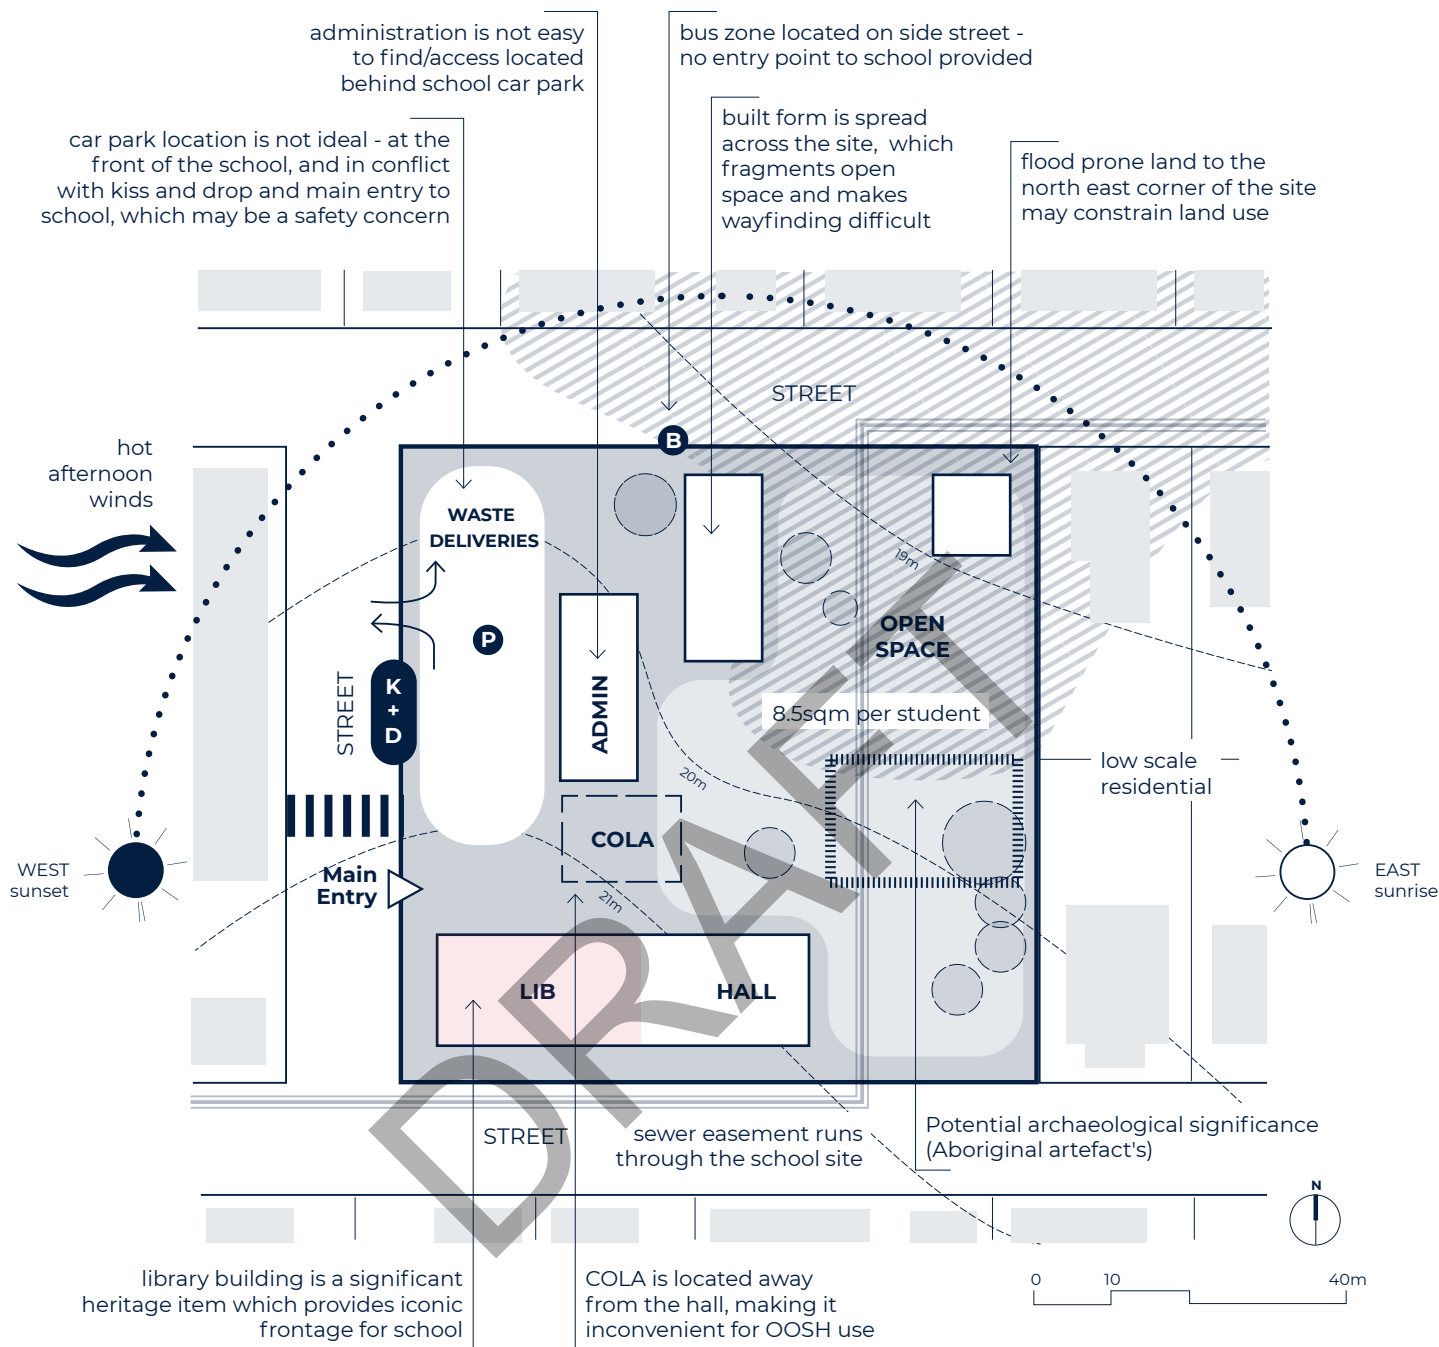 administration is not easy
to find/access located
behind school car park
bus zone located on side street -
no entry point to school provided
car park location is not ideal - at the
front of the school, and in conflict
with kiss and drop and main entry to
school, which may be a safety concern
built form is spread
across the site, which
fragments open
space and makes
wayfinding difficult
flood prone land to the
north east corner of the site
may constrain land use
STREET
hot
afternoon
winds
B
WASTE
DELIVERIES
19m
P
OPEN
SPACE
STREET
K
+
D
ADMIN
8.5sqm per student
20m
low scale
residential
COLA
WEST
sunset
Main
Entry
21m
EAST
sunrise
LIB
HALL
DRAFT
STREET
sewer easement runs
through the school site
Potential archaeological significance
(Aboriginal artefact's)
N
library building is a significant
heritage item which provides iconic
frontage for school
COLA is located away
from the hall, making it
inconvenient for OOSH use
0 10 40m